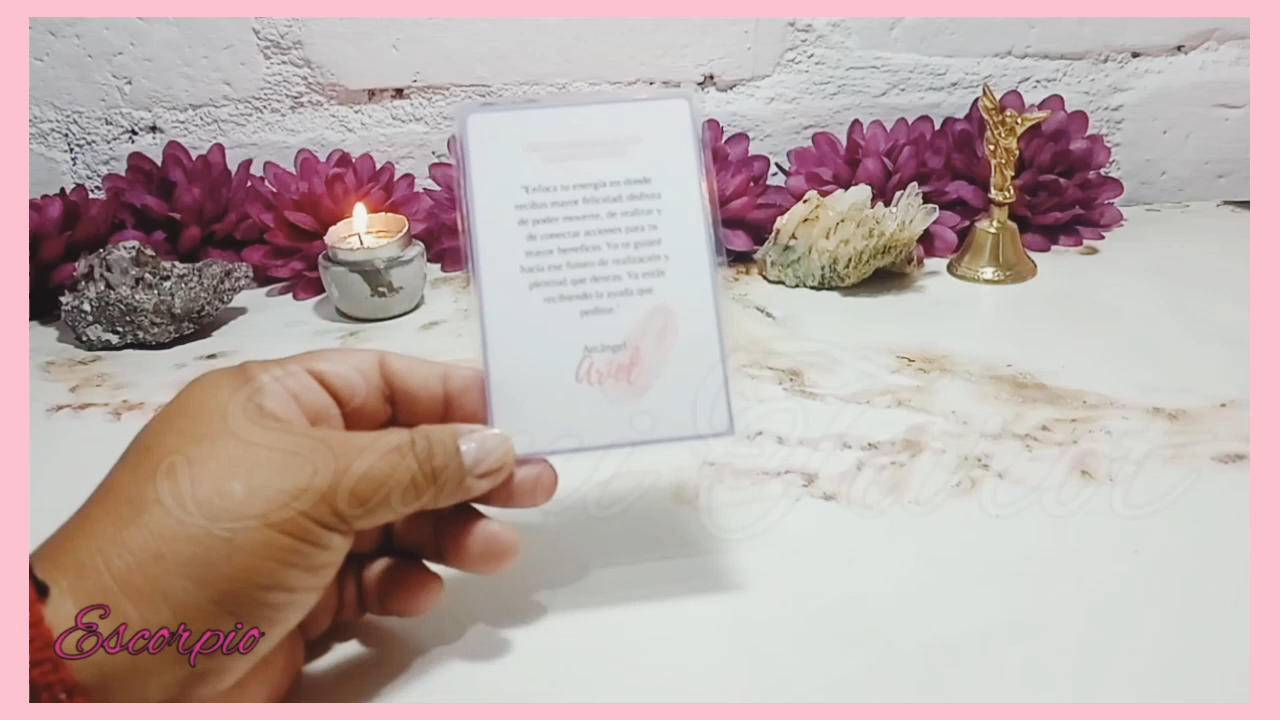 "Enfoca tu energía en donde
recibas mayor felicidad; disfruta
de poder moverte, de realizar y
de conectar acciones para tu
mayor beneficio. Yo te guiaré
hacia ese futuro de realización y
plenitud que deseas. Ya estás
recibiendo la ayuda que
pediste."
Arcángel
Ariel
Escorpio